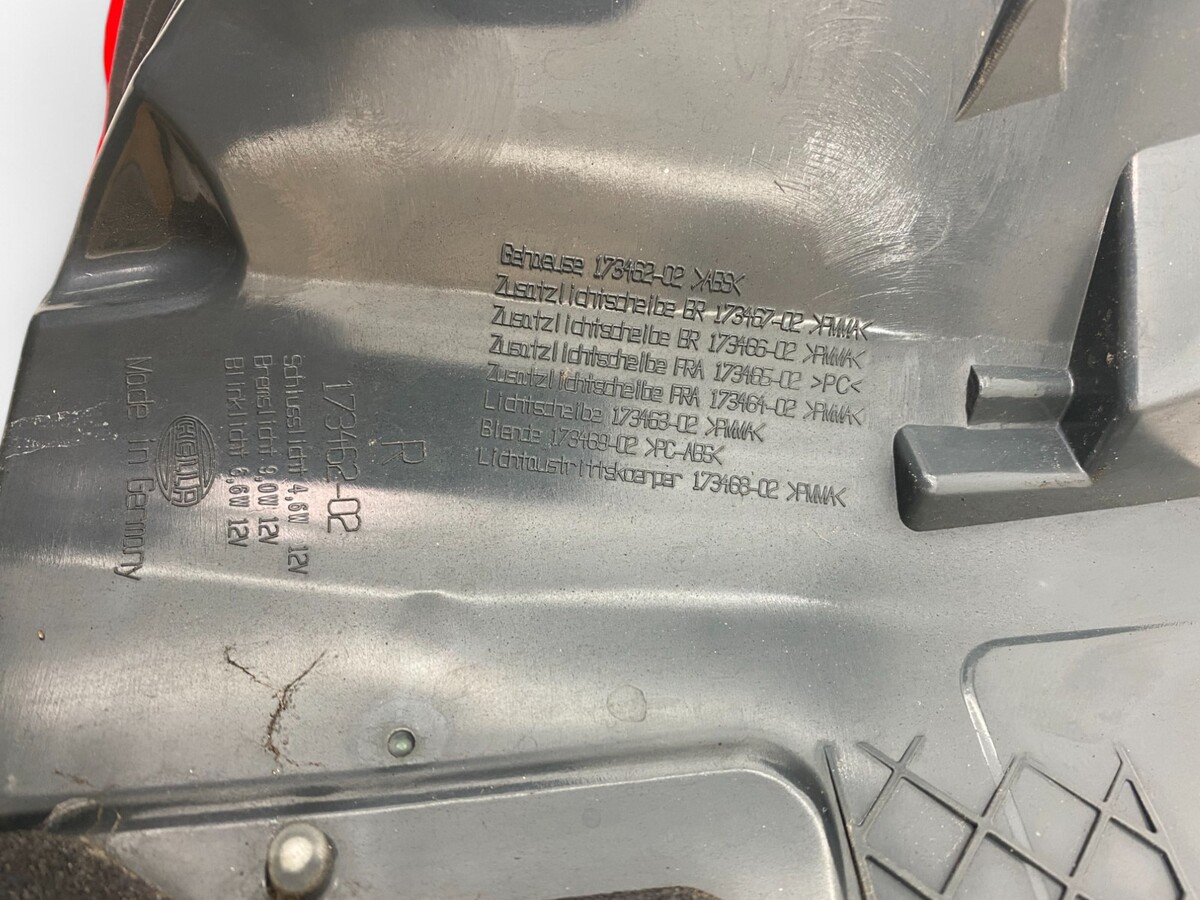 Gehaeuse 173462-02 >ABS<
Zusatzlichtscheibe BR 173467-02 >PMMA<
Zusatzlichtscheibe BR 173466-02 >PMMA<
Zusatzlichtscheibe FRA 173465-02 >PC<
Zusatzlichtscheibe FRA 173464-02 >PMMA<
Lichtscheibe 173463-02 >PMMA<
Blende 173469-02 >PC-ABS<
Lichtaustrittskoerper 173468-02 >PMMA<
R
173462-02
Schlusslicht 4,6W 12V
Bremslicht 9,0W 12V
Blinklicht 6,6W 12V
HELLA
Made in Germany